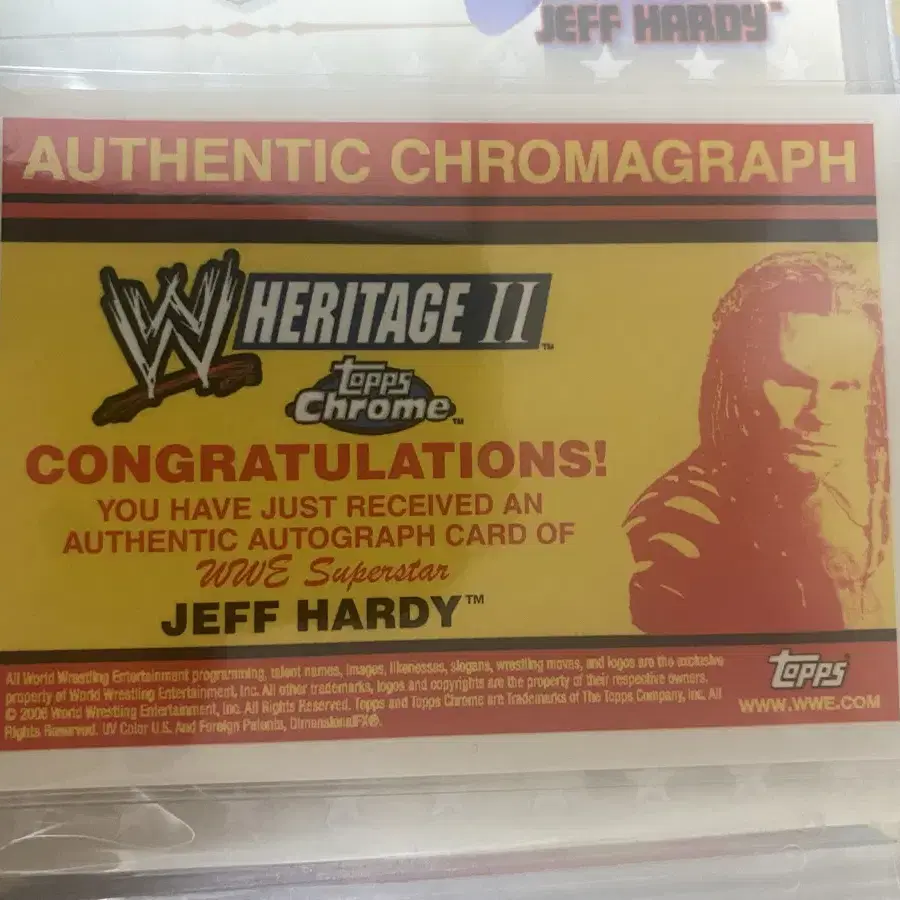 JEFF HARDY™
AUTHENTIC CHROMAGRAPH
W HERITAGE II™
topps
Chrome™
CONGRATULATIONS!
YOU HAVE JUST RECEIVED AN
AUTHENTIC AUTOGRAPH CARD OF
WWE Superstar
JEFF HARDY™
All World Wrestling Entertainment programming, talent names, images, likenesses, slogans, wrestling moves, and logos are the exclusive
property of World Wrestling Entertainment, Inc. All other trademarks, logos and copyrights are the property of their respective owners.
© 2008 World Wrestling Entertainment, Inc. All Rights Reserved. Topps and Topps Chrome are Trademarks of The Topps Company, Inc. All
Rights Reserved. UV Color U.S. And Foreign Patents, DimensionalFX®.
topps®
WWW.WWE.COM